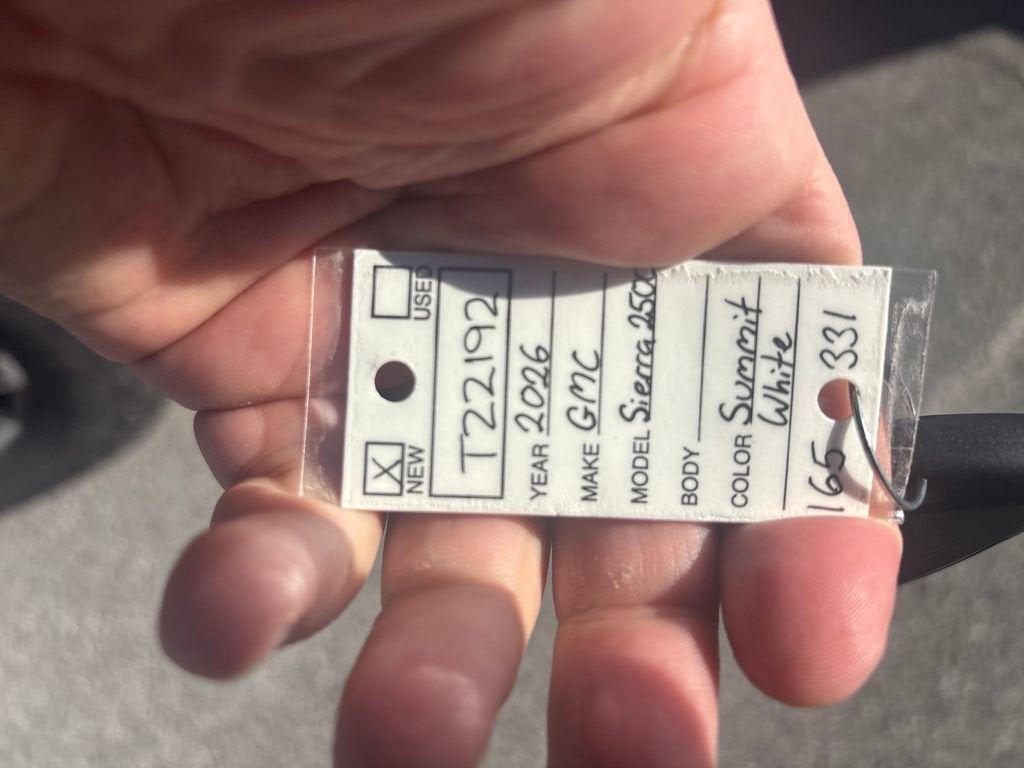 X NEW USED
T22192
YEAR 2026
MAKE GMC
MODEL Sierra 2500
BODY
COLOR Summit
White
165 331